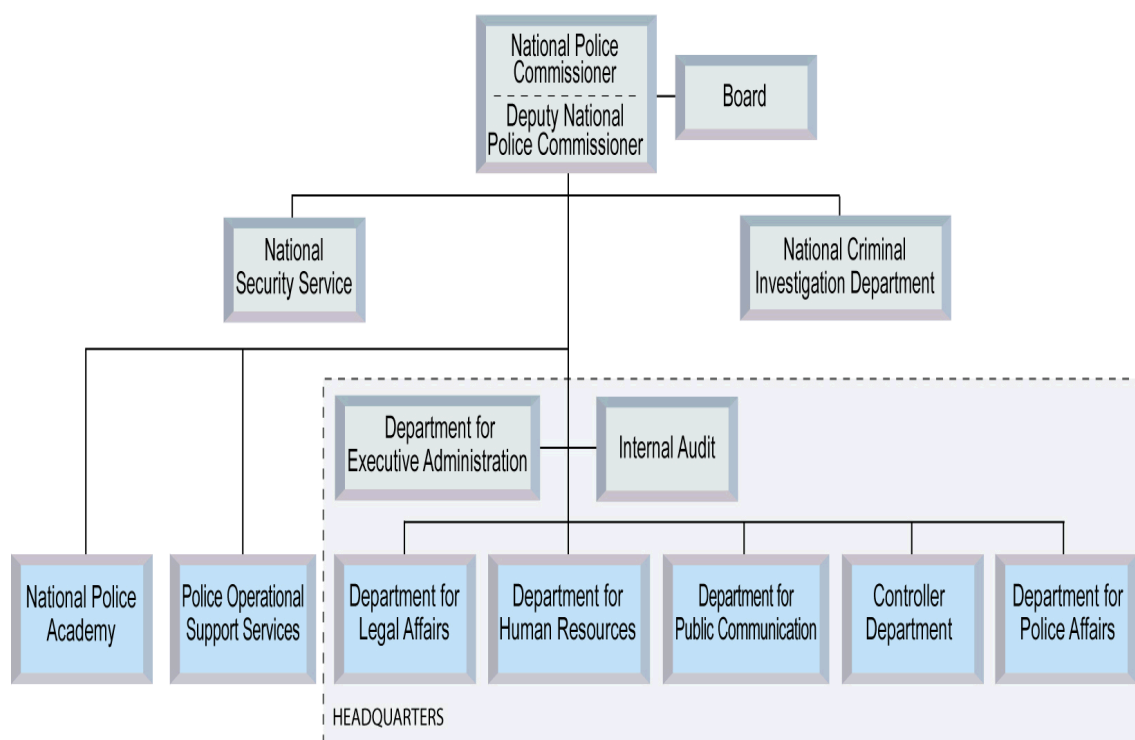 National Police
Commissioner
Deputy National
Police Commissioner
Board
National
Security Service
National Criminal
Investigation Department
Department for
Executive Administration
Internal Audit
National Police
Academy
Police Operational
Support Services
Department for
Legal Affairs
Department for
Human Resources
Department for
Public Communication
Controller
Department
Department for
Police Affairs
HEADQUARTERS